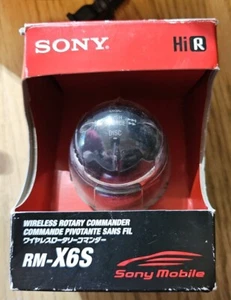 SONY
HiR
DISC
WIRELESS ROTARY COMMANDER
COMMANDE PIVOTANTE SANS FIL
ワイヤレスロータリーコマンダー
RM-X6S
Sony Mobile